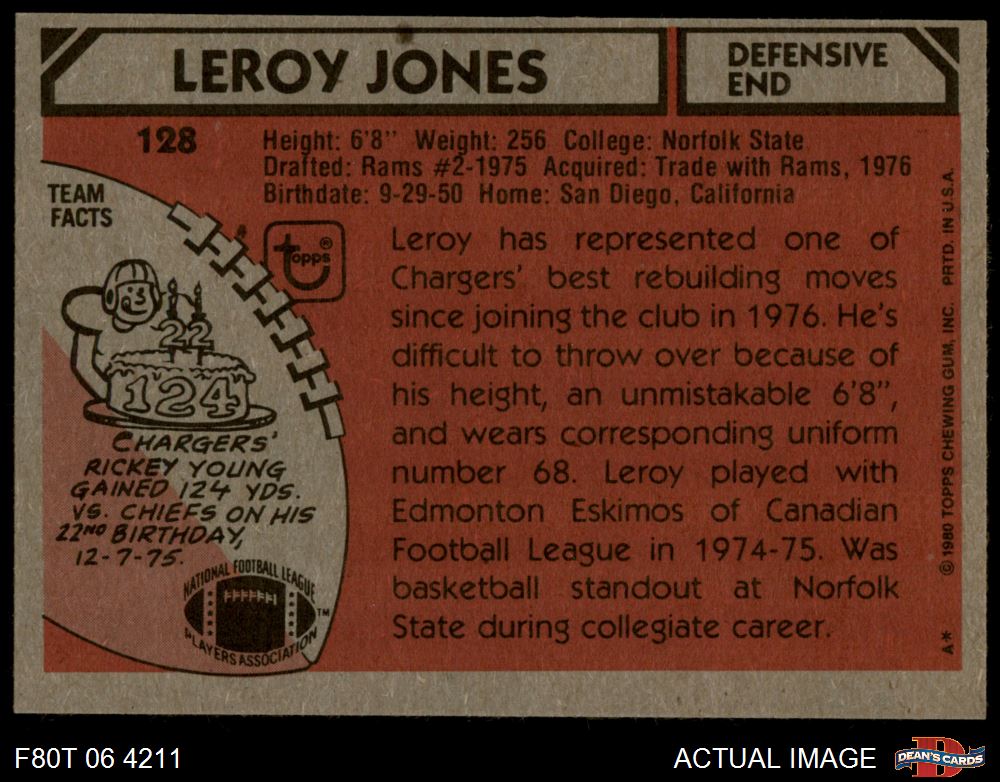 LEROY JONES
DEFENSIVE
END
128
Height: 6'8" Weight: 256 College: Norfolk State
Drafted: Rams #2-1975 Acquired: Trade with Rams, 1976
Birthdate: 9-29-50 Home: San Diego, California
TEAM
FACTS
topps®
22
124
CHARGERS'
RICKEY YOUNG
GAINED 124 YDS.
VS. CHIEFS ON HIS
22ND BIRTHDAY,
12-7-75.
NATIONAL FOOTBALL LEAGUE
PLAYERS ASSOCIATION
TM
Leroy has represented one of
Chargers' best rebuilding moves
since joining the club in 1976. He's
difficult to throw over because of
his height, an unmistakable 6'8",
and wears corresponding uniform
number 68. Leroy played with
Edmonton Eskimos of Canadian
Football League in 1974-75. Was
basketball standout at Norfolk
State during collegiate career.
A* ©1980 TOPPS CHEWING GUM, INC. PRTD. IN U.S.A.
F80T 06 4211
ACTUAL IMAGE
D
DEAN'S CARDS